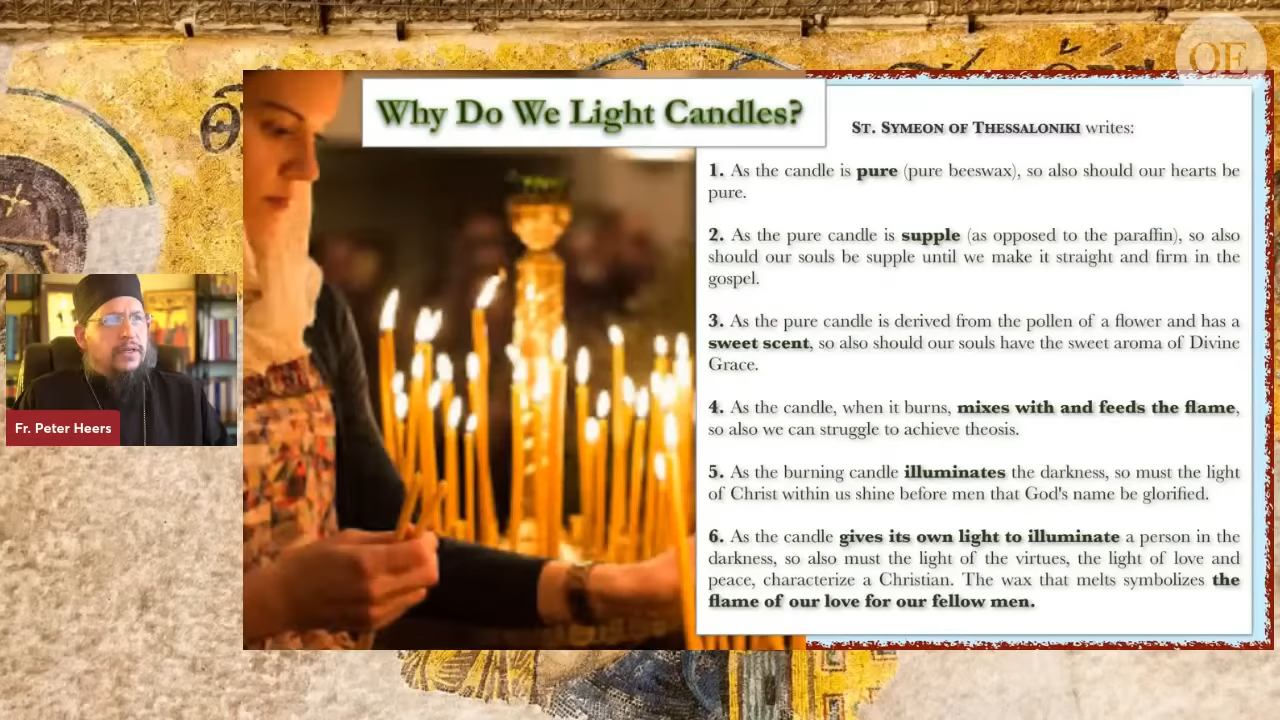 OE
Why Do We Light Candles?
ST. SYMEON OF THESSALONIKI writes:
1. As the candle is pure (pure beeswax), so also should our hearts be
pure.
2. As the pure candle is supple (as opposed to the paraffin), so also
should our souls be supple until we make it straight and firm in the
gospel.
3. As the pure candle is derived from the pollen of a flower and has a
sweet scent, so also should our souls have the sweet aroma of Divine
Grace.
4. As the candle, when it burns, mixes with and feeds the flame,
so also we can struggle to achieve theosis.
5. As the burning candle illuminates the darkness, so must the light
of Christ within us shine before men that God's name be glorified.
6. As the candle gives its own light to illuminate a person in the
darkness, so also must the light of the virtues, the light of love and
peace, characterize a Christian. The wax that melts symbolizes the
flame of our love for our fellow men.
Fr. Peter Heers